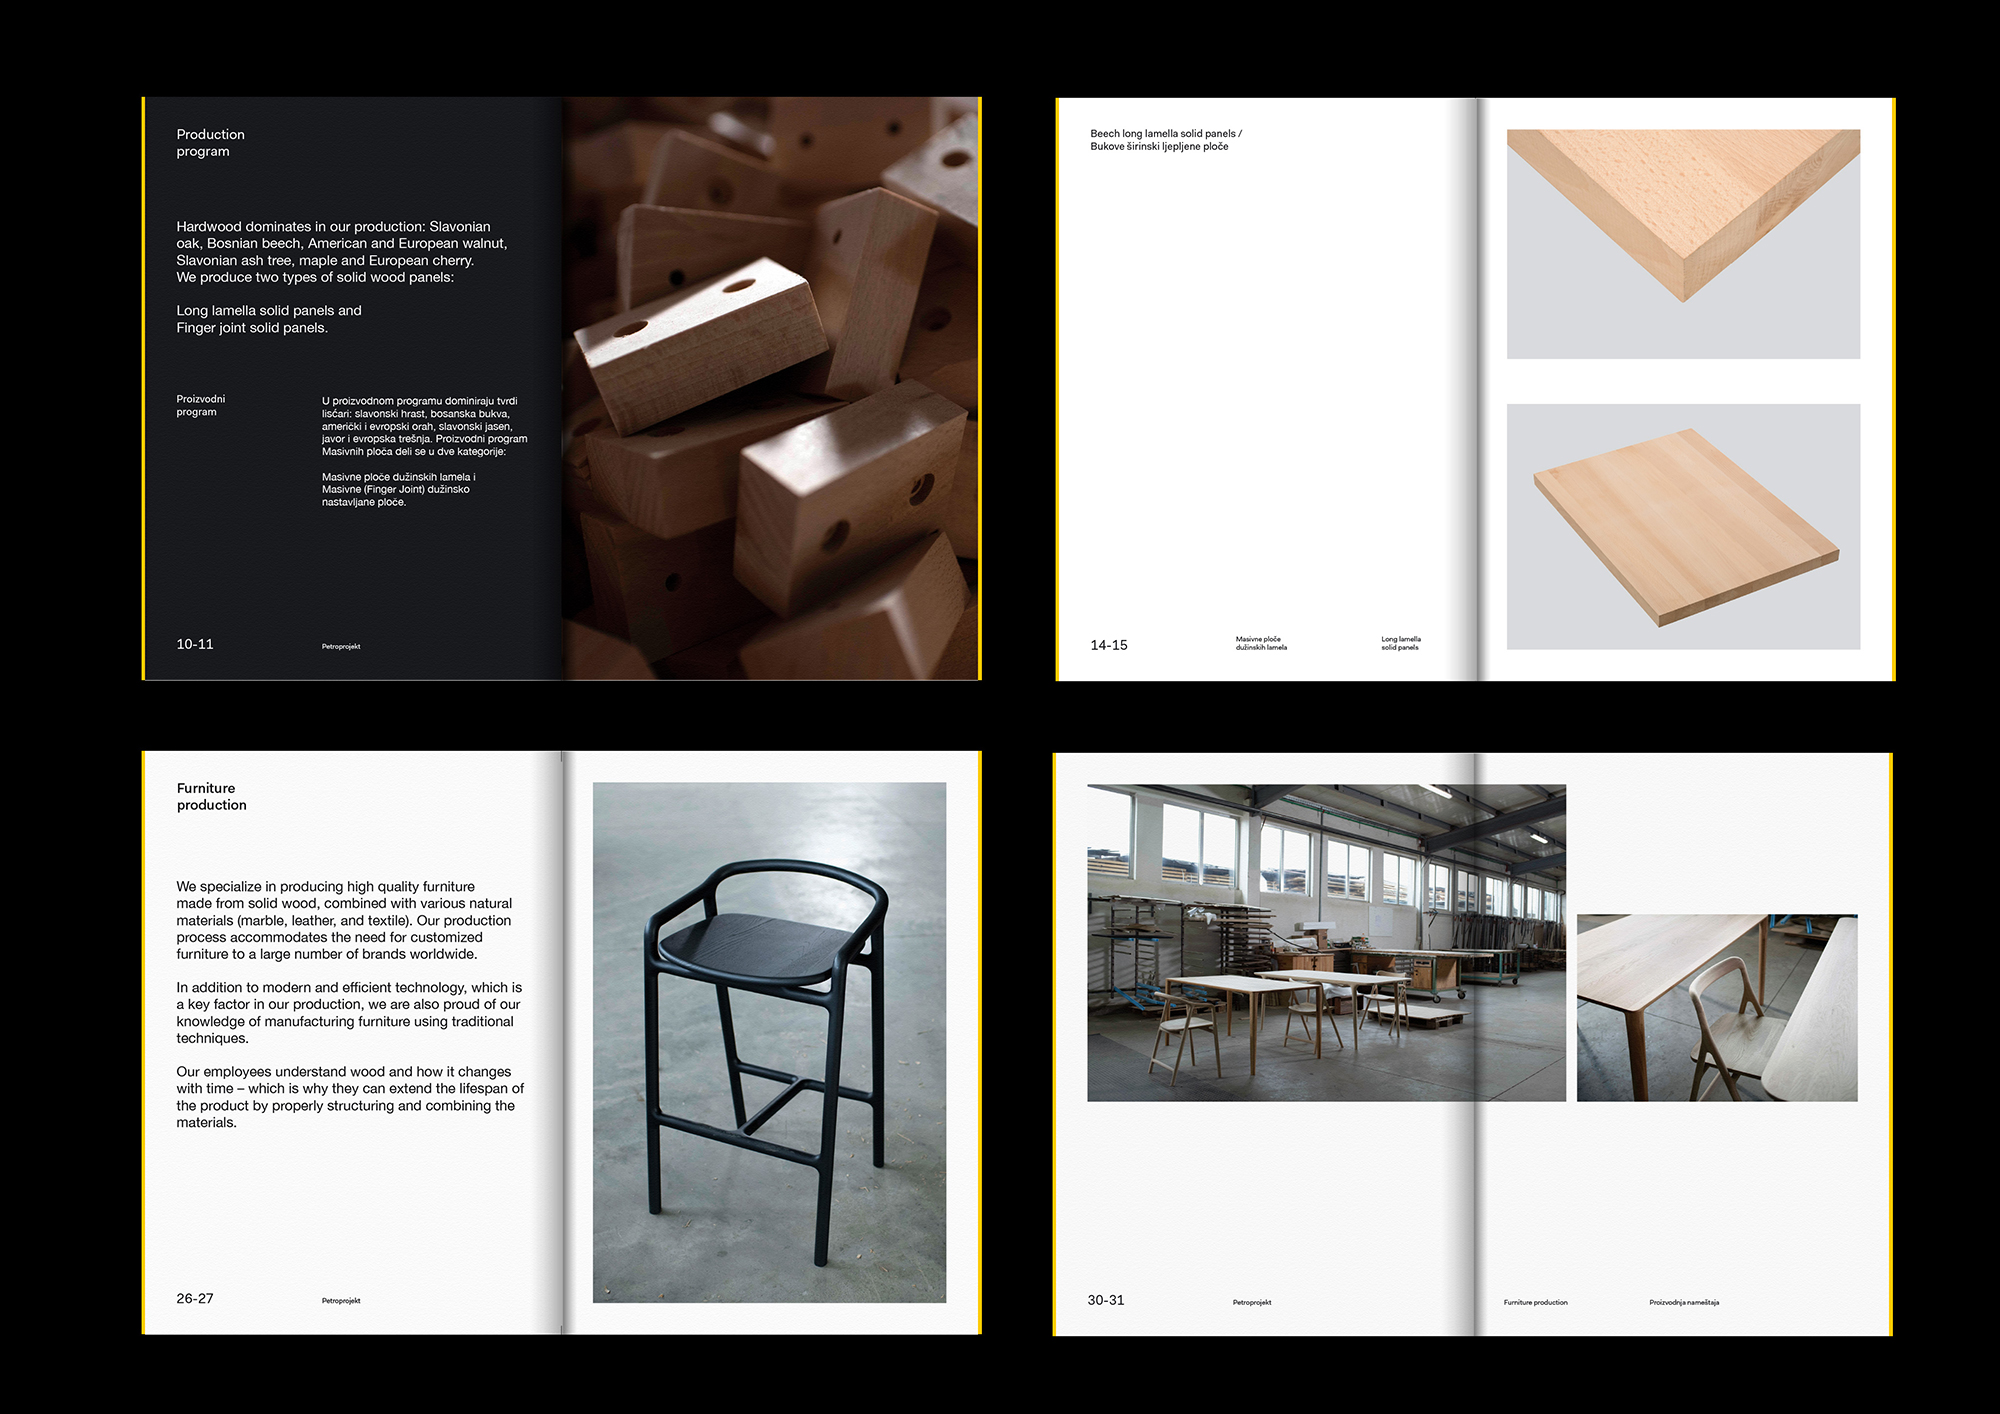 Production
program
Hardwood dominates in our production: Slavonian
oak, Bosnian beech, American and European walnut,
Slavonian ash tree, maple and European cherry.
We produce two types of solid wood panels:
Long lamella solid panels and
Finger joint solid panels.
Proizvodni
program
U proizvodnom programu dominiraju tvrdi
lisćari: slavonski hrast, bosanska bukva,
američki i evropski orah, slavonski jasen,
javor i evropska trešnja. Proizvodni program
Masivnih ploča deli se u dve kategorije:
Masivne ploče dužinskih lamela i
Masivne (Finger Joint) dužinsko
nastavljane ploče.
10-11
Petroprojekt
Beech long lamella solid panels /
Bukove širinski ljepljene ploče
14-15
Masivne ploče
dužinskih lamela
Long lamella
solid panels
Furniture
production
We specialize in producing high quality furniture
made from solid wood, combined with various natural
materials (marble, leather, and textile). Our production
process accommodates the need for customized
furniture to a large number of brands worldwide.
In addition to modern and efficient technology, which is
a key factor in our production, we are also proud of our
knowledge of manufacturing furniture using traditional
techniques.
Our employees understand wood and how it changes
with time – which is why they can extend the lifespan of
the product by properly structuring and combining the
materials.
26-27
Petroprojekt
30-31
Petroprojekt
Furniture production
Proizvodnja nameštaja